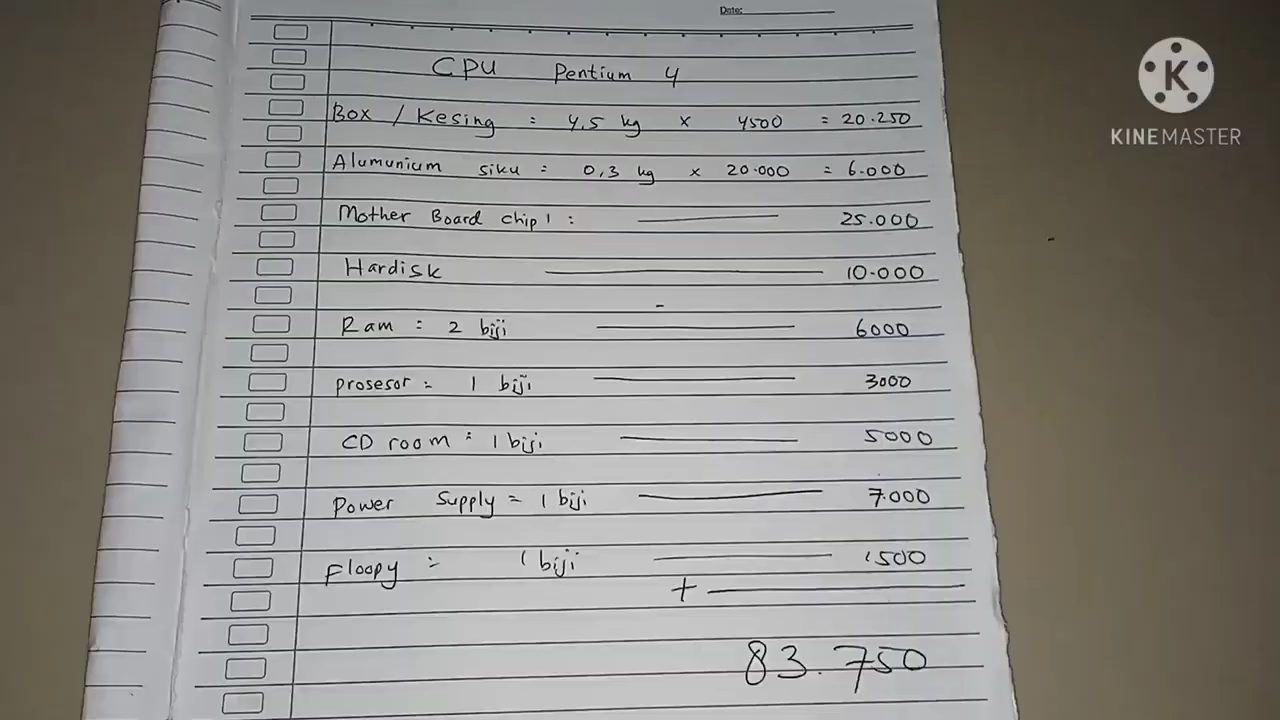 Date:
CPU Pentium 4
Box / Kesing = 4,5 kg x 4500 = 20.250
Alumunium siku = 0,3 kg x 20.000 = 6.000
Mother Board chip 1 : 25.000
Hardisk 10.000
Ram = 2 biji 6000
prosesor = 1 biji 3000
CD room = 1 biji 5000
Power Supply = 1 biji 7.000
Floopy = 1 biji 1500
+
83.750
K
KINEMASTER